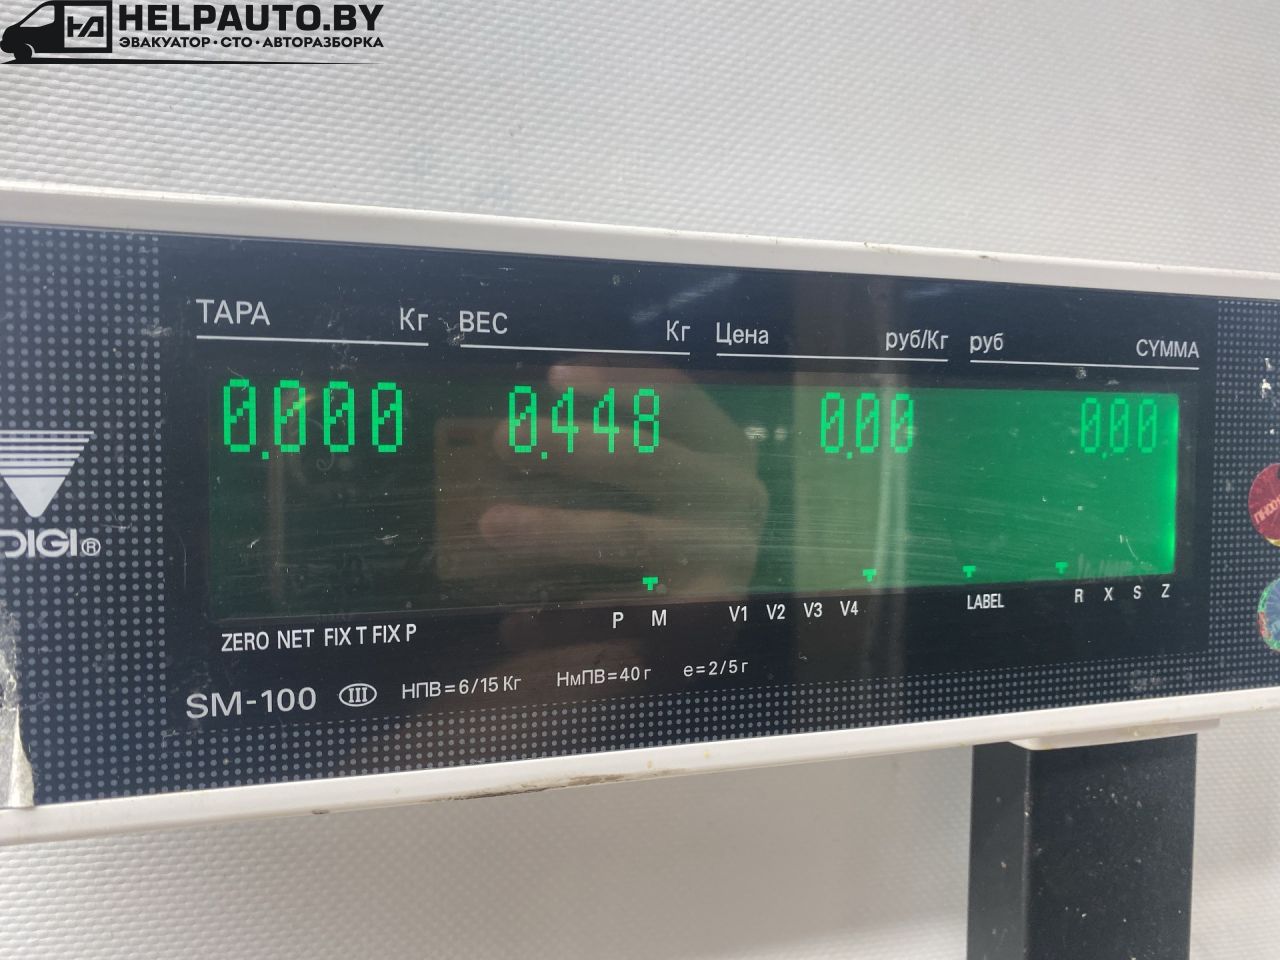 HELPAUTO.BY
ЭВАКУАТОР·СТО·АВТОРАЗБОРКА
ТАРА Кг ВЕС Кг Цена руб/Кг руб СУММА
0.000 0.448 0.00 0.00
DIGI®
P M V1 V2 V3 V4 LABEL R X S Z
ZERO NET FIX T FIX P
SM-100 III НПВ=6/15 Кг НмПВ=40 г e=2/5 г